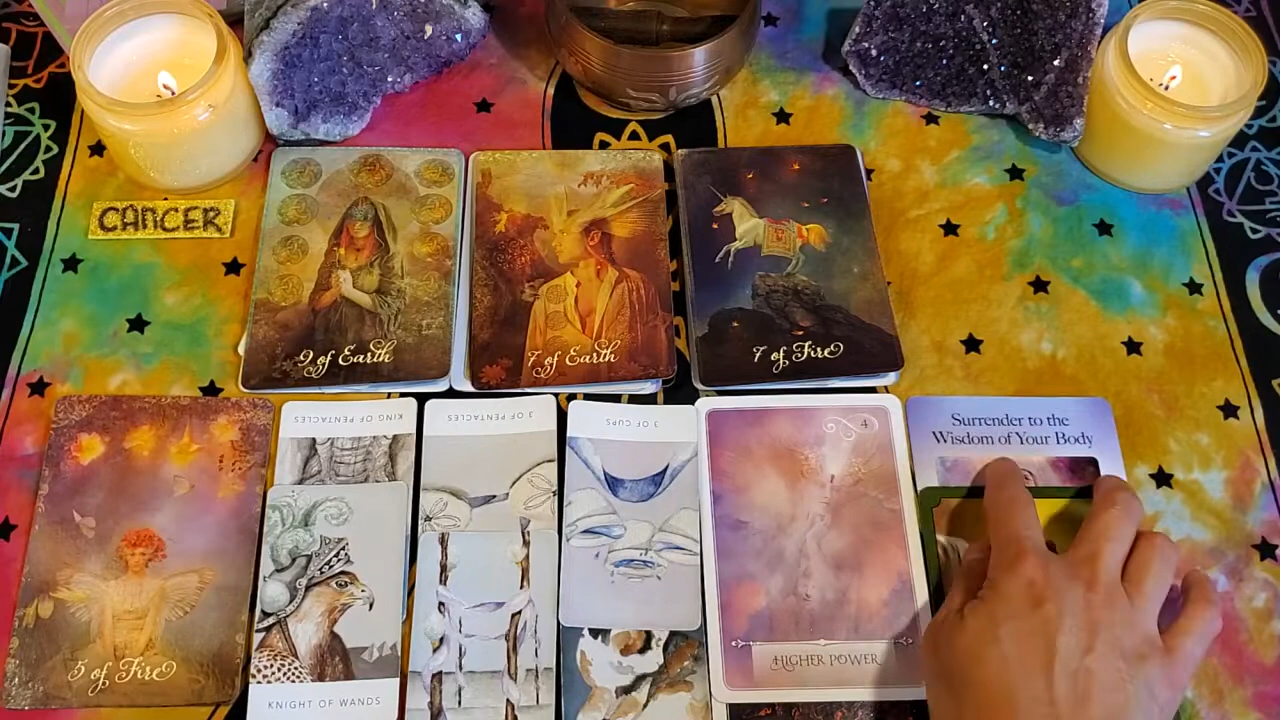 CANCER
9 of Earth
7 of Earth
7 of Fire
5 of Fire
KING OF PENTACLES
KNIGHT OF WANDS
3 OF PENTACLES
3 OF CUPS
4
HIGHER POWER
Surrender to the
Wisdom of Your Body